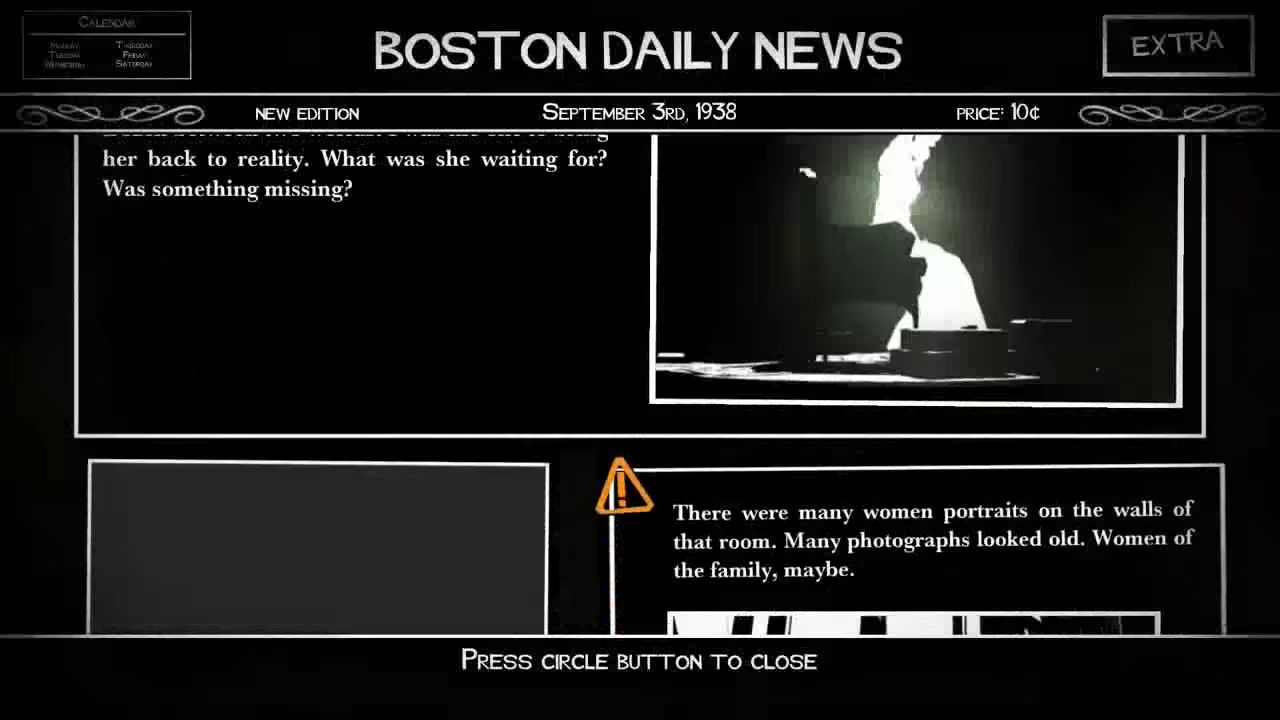 CALENDAR
MONDAY THURSDAY
TUESDAY FRIDAY
WEDNESDAY SATURDAY
BOSTON DAILY NEWS
EXTRA
NEW EDITION
SEPTEMBER 3RD, 1938
PRICE: 10¢
her back to reality. What was she waiting for?
Was something missing?
There were many women portraits on the walls of
that room. Many photographs looked old. Women of
the family, maybe.
PRESS CIRCLE BUTTON TO CLOSE